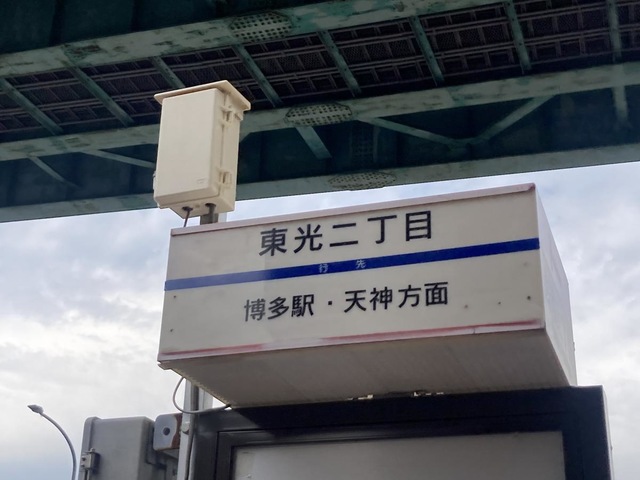 東光二丁目
行先
博多駅・天神方面